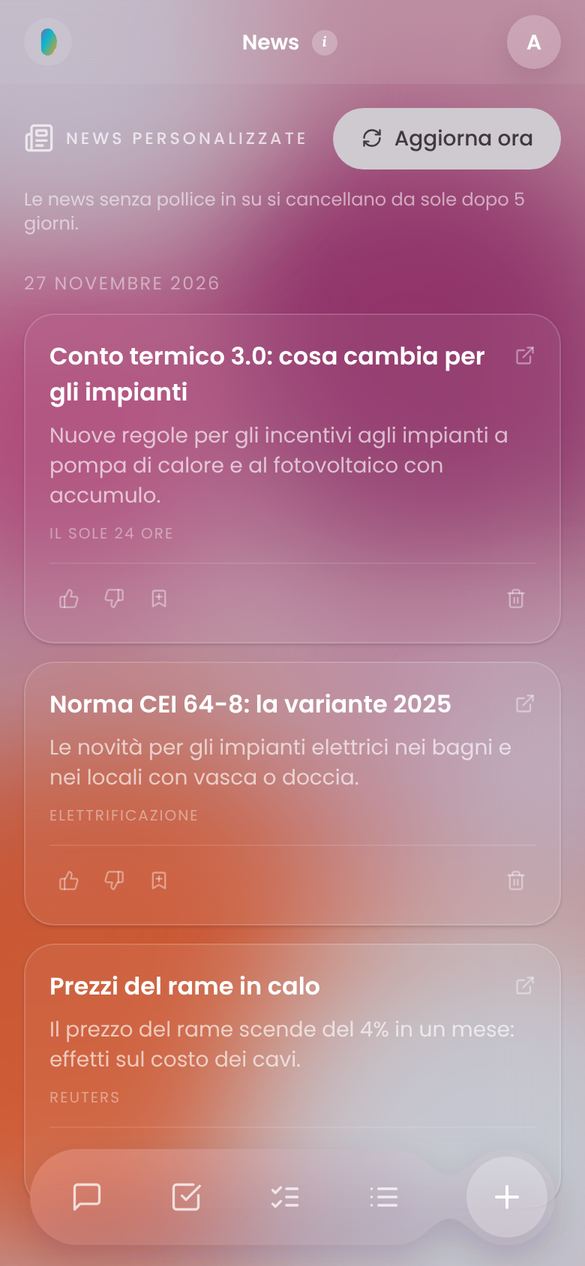 News i
A
NEWS PERSONALIZZATE
Aggiorna ora
Le news senza pollice in su si cancellano da sole dopo 5
giorni.
27 NOVEMBRE 2026
Conto termico 3.0: cosa cambia per
gli impianti
Nuove regole per gli incentivi agli impianti a
pompa di calore e al fotovoltaico con
accumulo.
IL SOLE 24 ORE
Norma CEI 64-8: la variante 2025
Le novità per gli impianti elettrici nei bagni e
nei locali con vasca o doccia.
ELETTRIFICAZIONE
Prezzi del rame in calo
Il prezzo del rame scende del 4% in un mese:
effetti sul costo dei cavi.
REUTERS